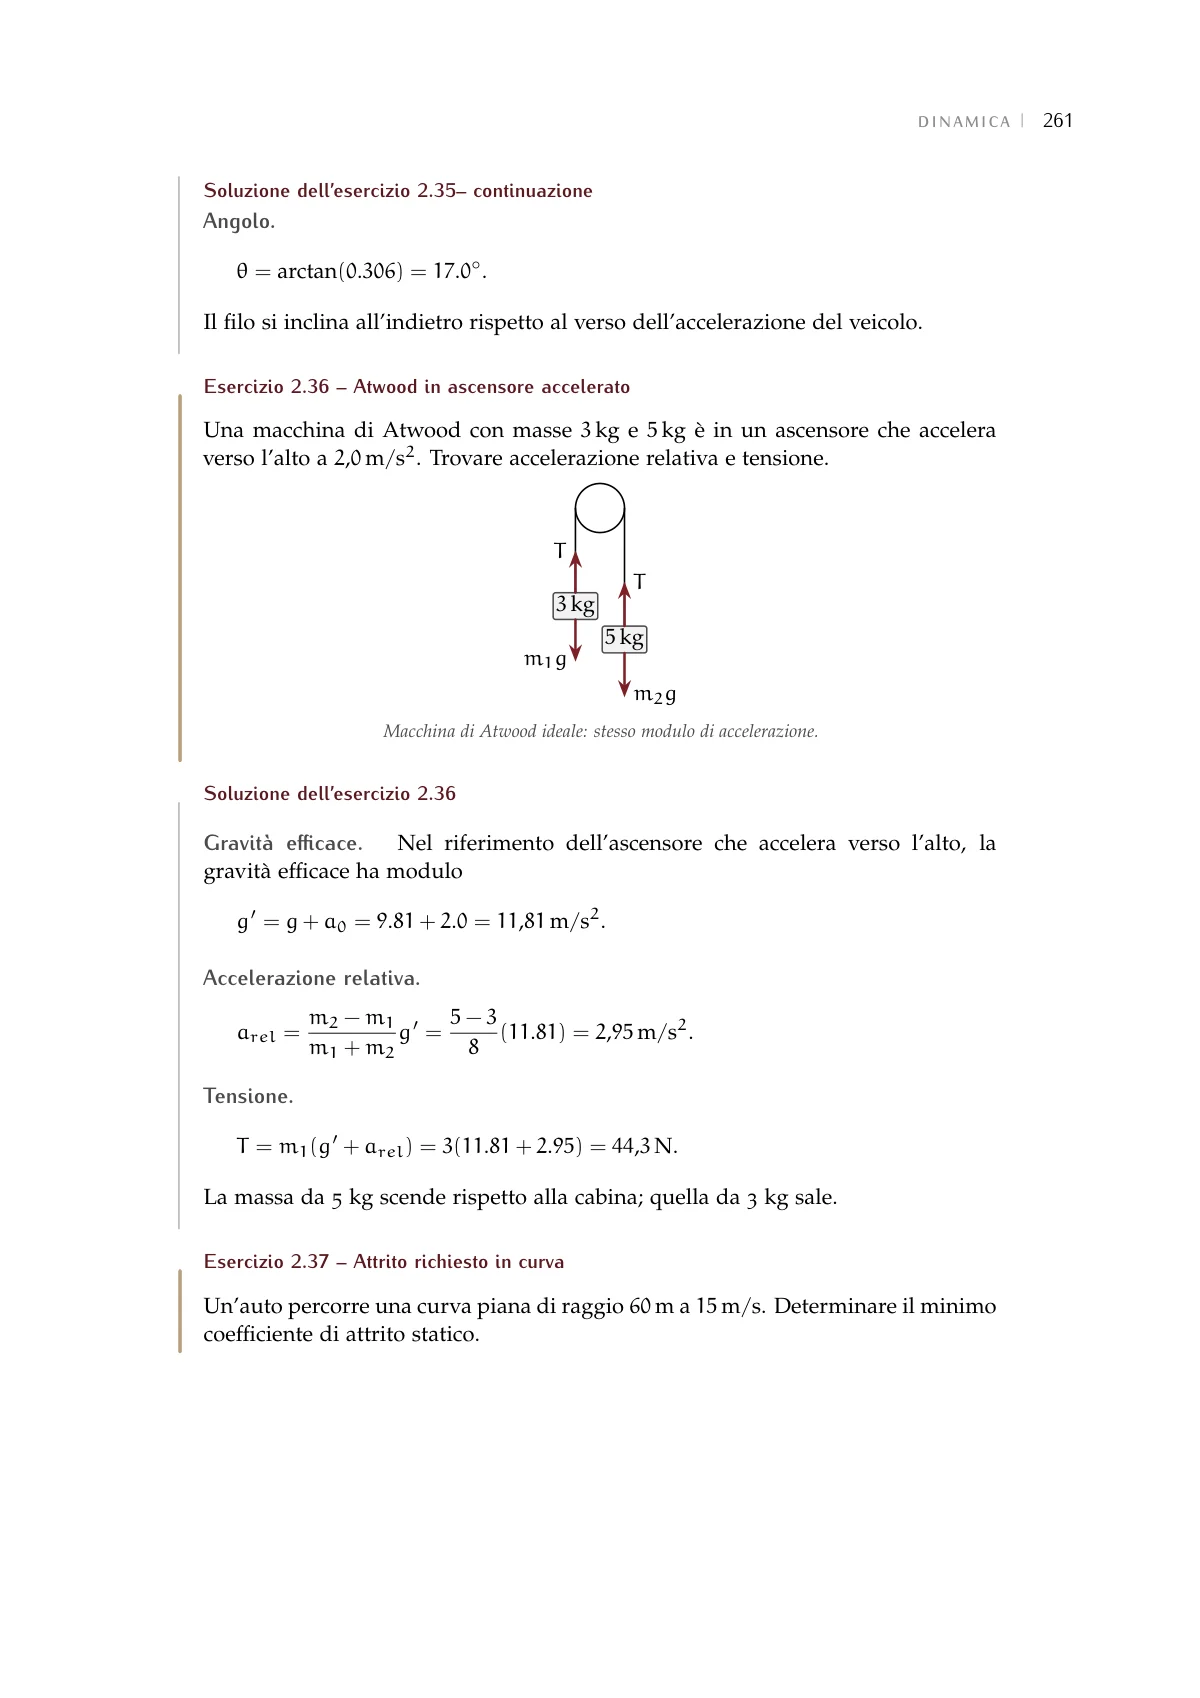 DINAMICA | 261
Soluzione dell'esercizio 2.35– continuazione
Angolo.
θ = arctan(0.306) = 17.0°.
Il filo si inclina all'indietro rispetto al verso dell'accelerazione del veicolo.
Esercizio 2.36 – Atwood in ascensore accelerato
Una macchina di Atwood con masse 3 kg e 5 kg è in un ascensore che accelera
verso l'alto a 2,0 m/s². Trovare accelerazione relativa e tensione.
T
T
3 kg
5 kg
m₁g
m₂g
Macchina di Atwood ideale: stesso modulo di accelerazione.
Soluzione dell'esercizio 2.36
Gravità efficace. Nel riferimento dell'ascensore che accelera verso l'alto, la
gravità efficace ha modulo
g′ = g + a₀ = 9.81 + 2.0 = 11,81 m/s².
Accelerazione relativa.
a_rel = (m₂ − m₁)/(m₁ + m₂) g′ = (5 − 3)/8 (11.81) = 2,95 m/s².
Tensione.
T = m₁(g′ + a_rel) = 3(11.81 + 2.95) = 44,3 N.
La massa da 5 kg scende rispetto alla cabina; quella da 3 kg sale.
Esercizio 2.37 – Attrito richiesto in curva
Un'auto percorre una curva piana di raggio 60 m a 15 m/s. Determinare il minimo
coefficiente di attrito statico.